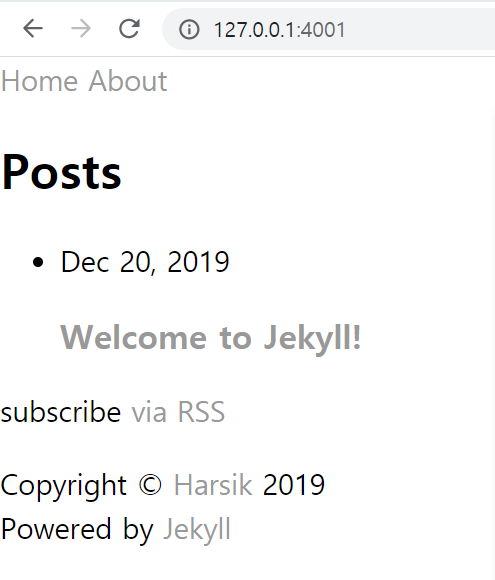 127.0.0.1:4001
Home About
Posts
Dec 20, 2019
Welcome to Jekyll!
subscribe via RSS
Copyright © Harsik 2019
Powered by Jekyll